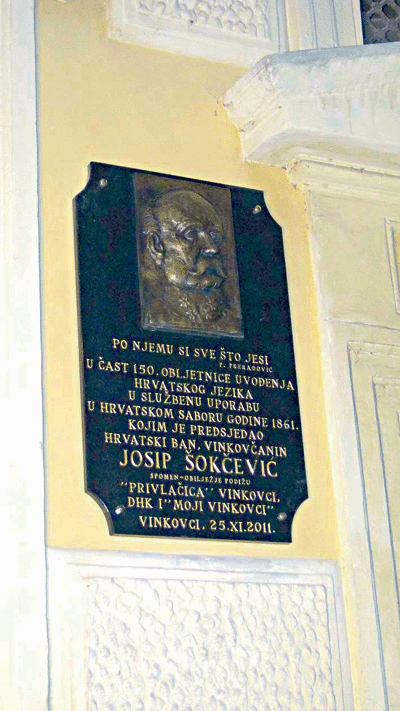 PO NJEMU SI SVE ŠTO JESI
P. PRERADOVIĆ
U ČAST 150. OBLJETNICE UVOĐENJA
HRVATSKOG JEZIKA
U SLUŽBENU UPORABU
U HRVATSKOM SABORU GODINE 1861.
KOJIM JE PREDSJEDAO
HRVATSKI BAN, VINKOVČANIN
JOSIP ŠOKČEVIĆ
SPOMEN-OBILJEŽJE PODIŽU
"PRIVLAČICA" VINKOVCI,
DHK I "MOJI VINKOVCI"
VINKOVCI, 25.XI.2011.